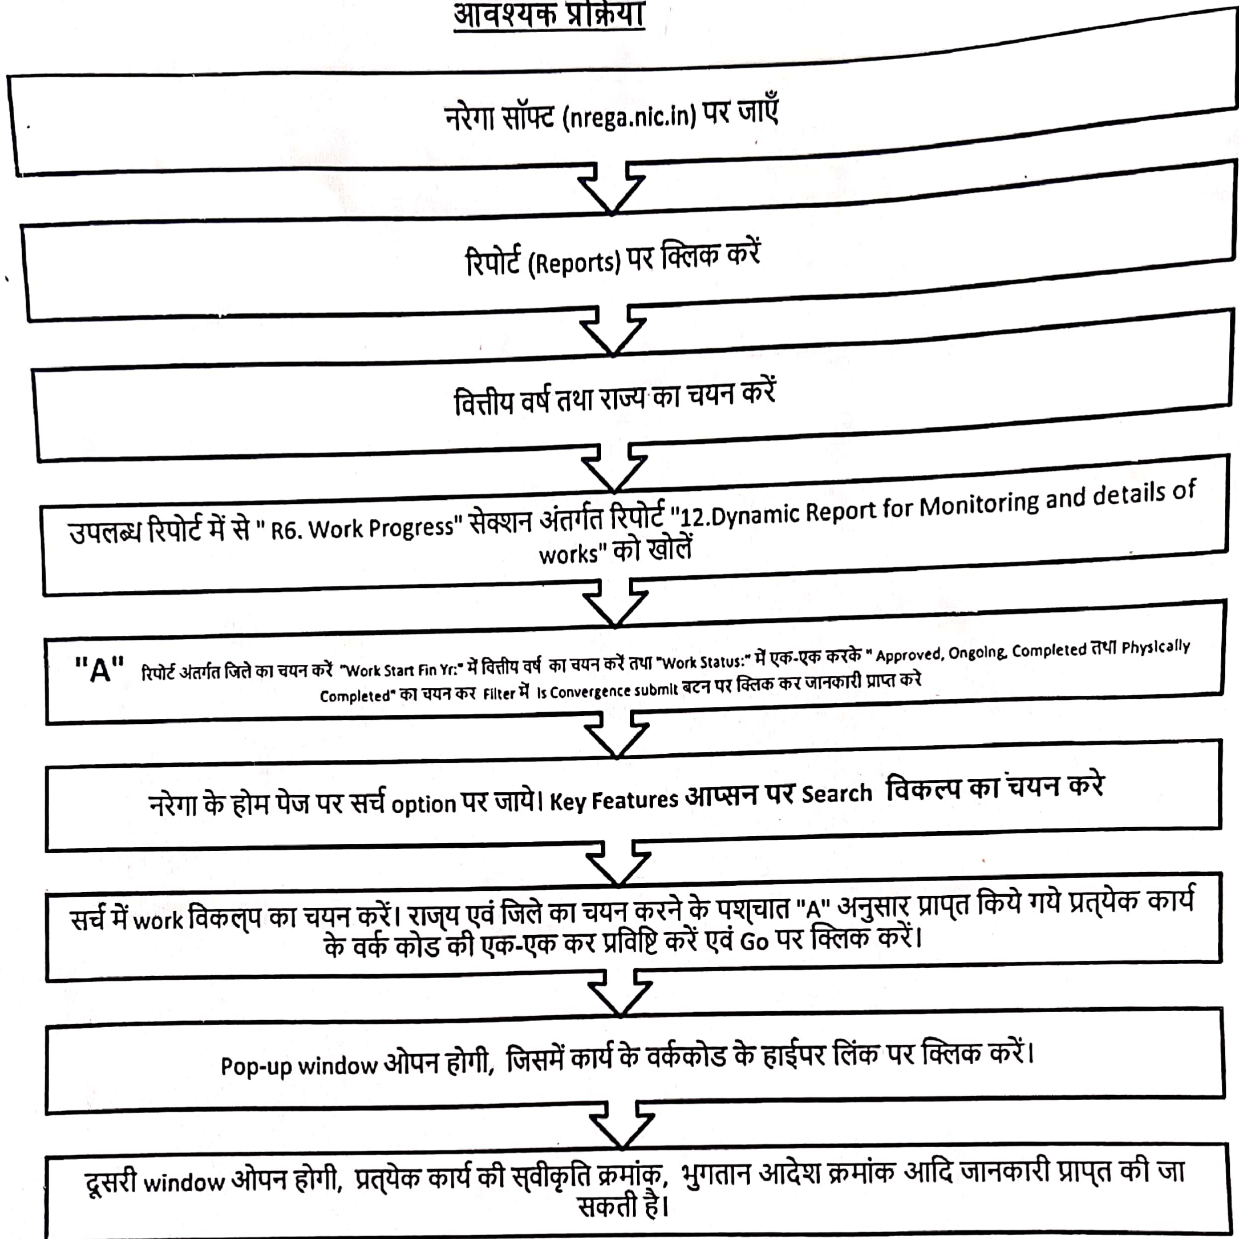 आवश्यक प्रक्रिया
नरेगा सॉफ्ट (nrega.nic.in) पर जाएँ
रिपोर्ट (Reports) पर क्लिक करें
वित्तीय वर्ष तथा राज्य का चयन करें
उपलब्ध रिपोर्ट में से " R6. Work Progress" सेक्शन अंतर्गत रिपोर्ट "12.Dynamic Report for Monitoring and details of
works" को खोलें
"A" रिपोर्ट अंतर्गत जिले का चयन करें "Work Start Fin Yr:" में वित्तीय वर्ष का चयन करें तथा "Work Status:" में एक-एक करके " Approved, Ongoing, Completed तथा Physically
Completed" का चयन कर Filter में Is Convergence submit बटन पर क्लिक कर जानकारी प्राप्त करे
नरेगा के होम पेज पर सर्च option पर जाये। Key Features आप्सन पर Search विकल्प का चयन करे
सर्च में work विकल्प का चयन करें। राज्य एवं जिले का चयन करने के पश्चात "A" अनुसार प्राप्त किये गये प्रत्येक कार्य
के वर्क कोड की एक-एक कर प्रविष्टि करें एवं Go पर क्लिक करें।
Pop-up window ओपन होगी, जिसमें कार्य के वर्ककोड के हाईपर लिंक पर क्लिक करें।
दूसरी window ओपन होगी, प्रत्येक कार्य की स्वीकृति क्रमांक, भुगतान आदेश क्रमांक आदि जानकारी प्राप्त की जा
सकती है।